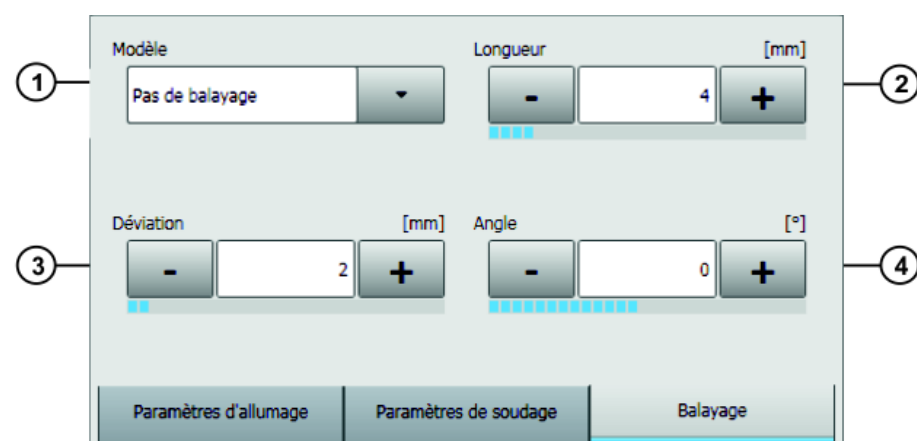 Modèle
Longueur [mm]
1 Pas de balayage - 4 + 2
Déviation [mm] Angle [°]
3 - 2 + - 0 + 4
Paramètres d'allumage Paramètres de soudage Balayage